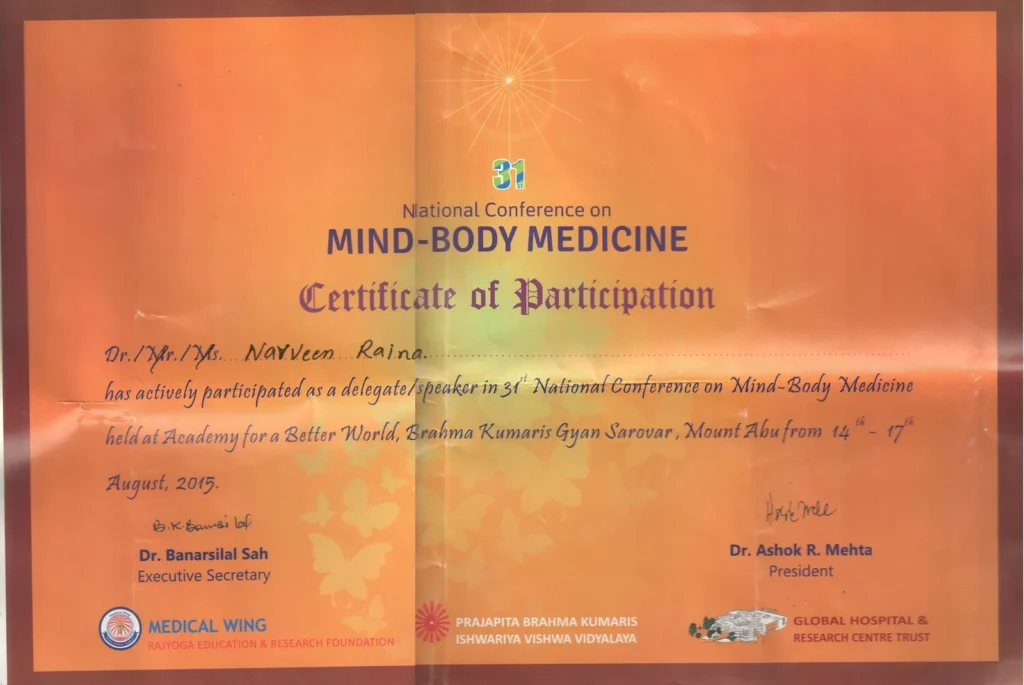 31st
National Conference on
MIND-BODY MEDICINE
Certificate of Participation
Dr./Mr./Ms. Narveen Raina.
has actively participated as a delegate/speaker in 31st National Conference on Mind-Body Medicine
held at Academy for a Better World, Brahma Kumaris Gyan Sarovar, Mount Abu from 14th - 17th
August, 2015.
B.K. Banarsilal
Dr. Banarsilal Sah
Executive Secretary
Dr. Ashok R. Mehta
President
MEDICAL WING
RAJYOGA EDUCATION & RESEARCH FOUNDATION
PRAJAPITA BRAHMA KUMARIS
ISHWARIYA VISHWA VIDYALAYA
GLOBAL HOSPITAL &
RESEARCH CENTRE TRUST